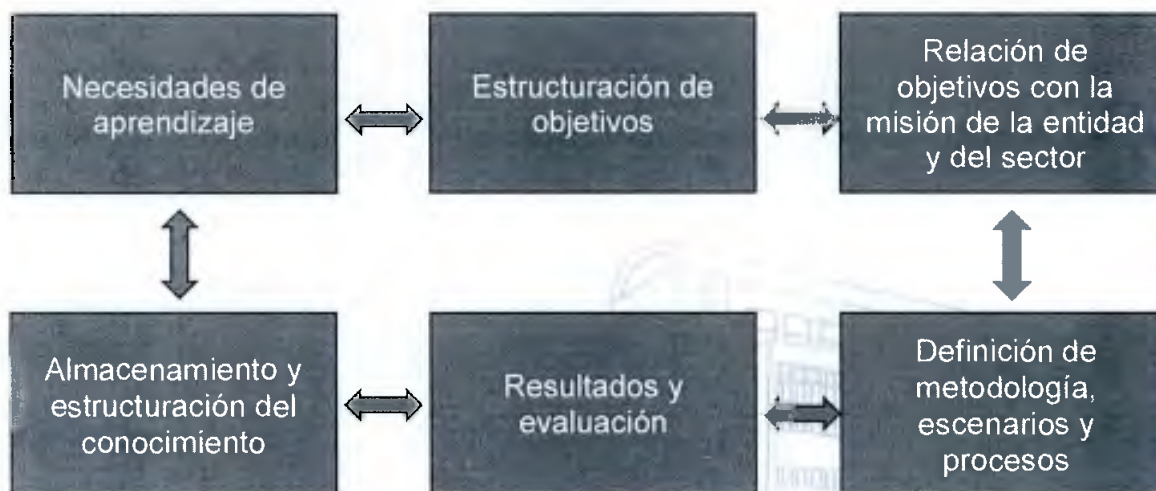 Necesidades de
aprendizaje
Estructuración de
objetivos
Relación de
objetivos con la
misión de la entidad
y del sector
Almacenamiento y
estructuración del
conocimiento
Resultados y
evaluación
Definición de
metodología,
escenarios y
procesos